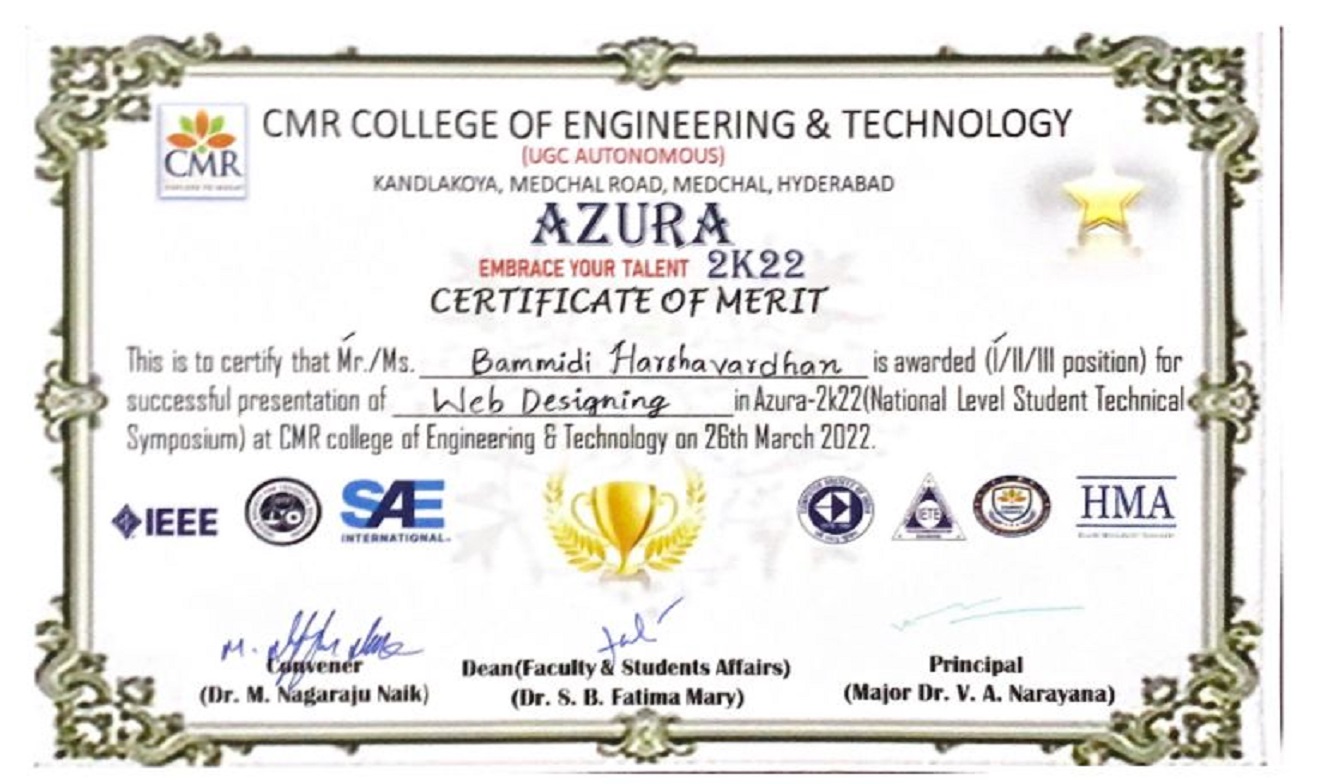 CMR COLLEGE OF ENGINEERING & TECHNOLOGY
CMR
(UGC AUTONOMOUS)
KANDLAKOYA, MEDCHAL ROAD, MEDCHAL, HYDERABAD
AZURA
EMBRACE YOUR TALENT 2K22
CERTIFICATE OF MERIT
This is to certify that Mr./Ms. Bammidi Harshavardhan is awarded (I/II/III position) for
successful presentation of Web Designing in Azura-2k22(National Level Student Technical
Symposium) at CMR college of Engineering & Technology on 26th March 2022.
IEEE
SAE
INTERNATIONAL
IETE
HMA
M.
Convener
Dean(Faculty & Students Affairs)
Principal
(Dr. M. Nagaraju Naik)
(Dr. S. B. Fatima Mary)
(Major Dr. V. A. Narayana)